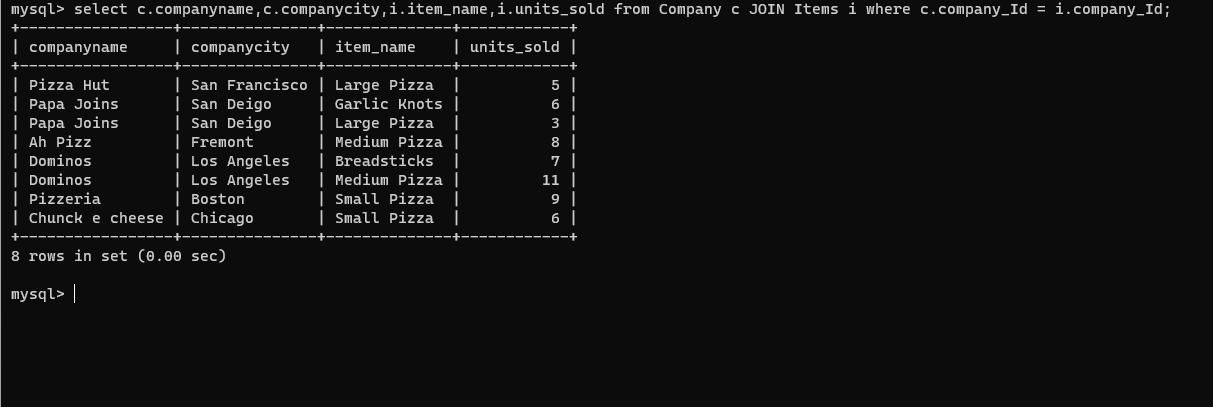 mysql> select c.companyname,c.companycity,i.item_name,i.units_sold from Company c JOIN Items i where c.company_Id = i.company_Id;
+-----------------+---------------+--------------+------------+
| companyname     | companycity   | item_name    | units_sold |
+-----------------+---------------+--------------+------------+
| Pizza Hut       | San Francisco | Large Pizza  |          5 |
| Papa Joins      | San Deigo     | Garlic Knots |          6 |
| Papa Joins      | San Deigo     | Large Pizza  |          3 |
| Ah Pizz         | Fremont       | Medium Pizza |          8 |
| Dominos         | Los Angeles   | Breadsticks  |          7 |
| Dominos         | Los Angeles   | Medium Pizza |         11 |
| Pizzeria        | Boston        | Small Pizza  |          9 |
| Chunck e cheese | Chicago       | Small Pizza  |          6 |
+-----------------+---------------+--------------+------------+
8 rows in set (0.00 sec)
mysql>